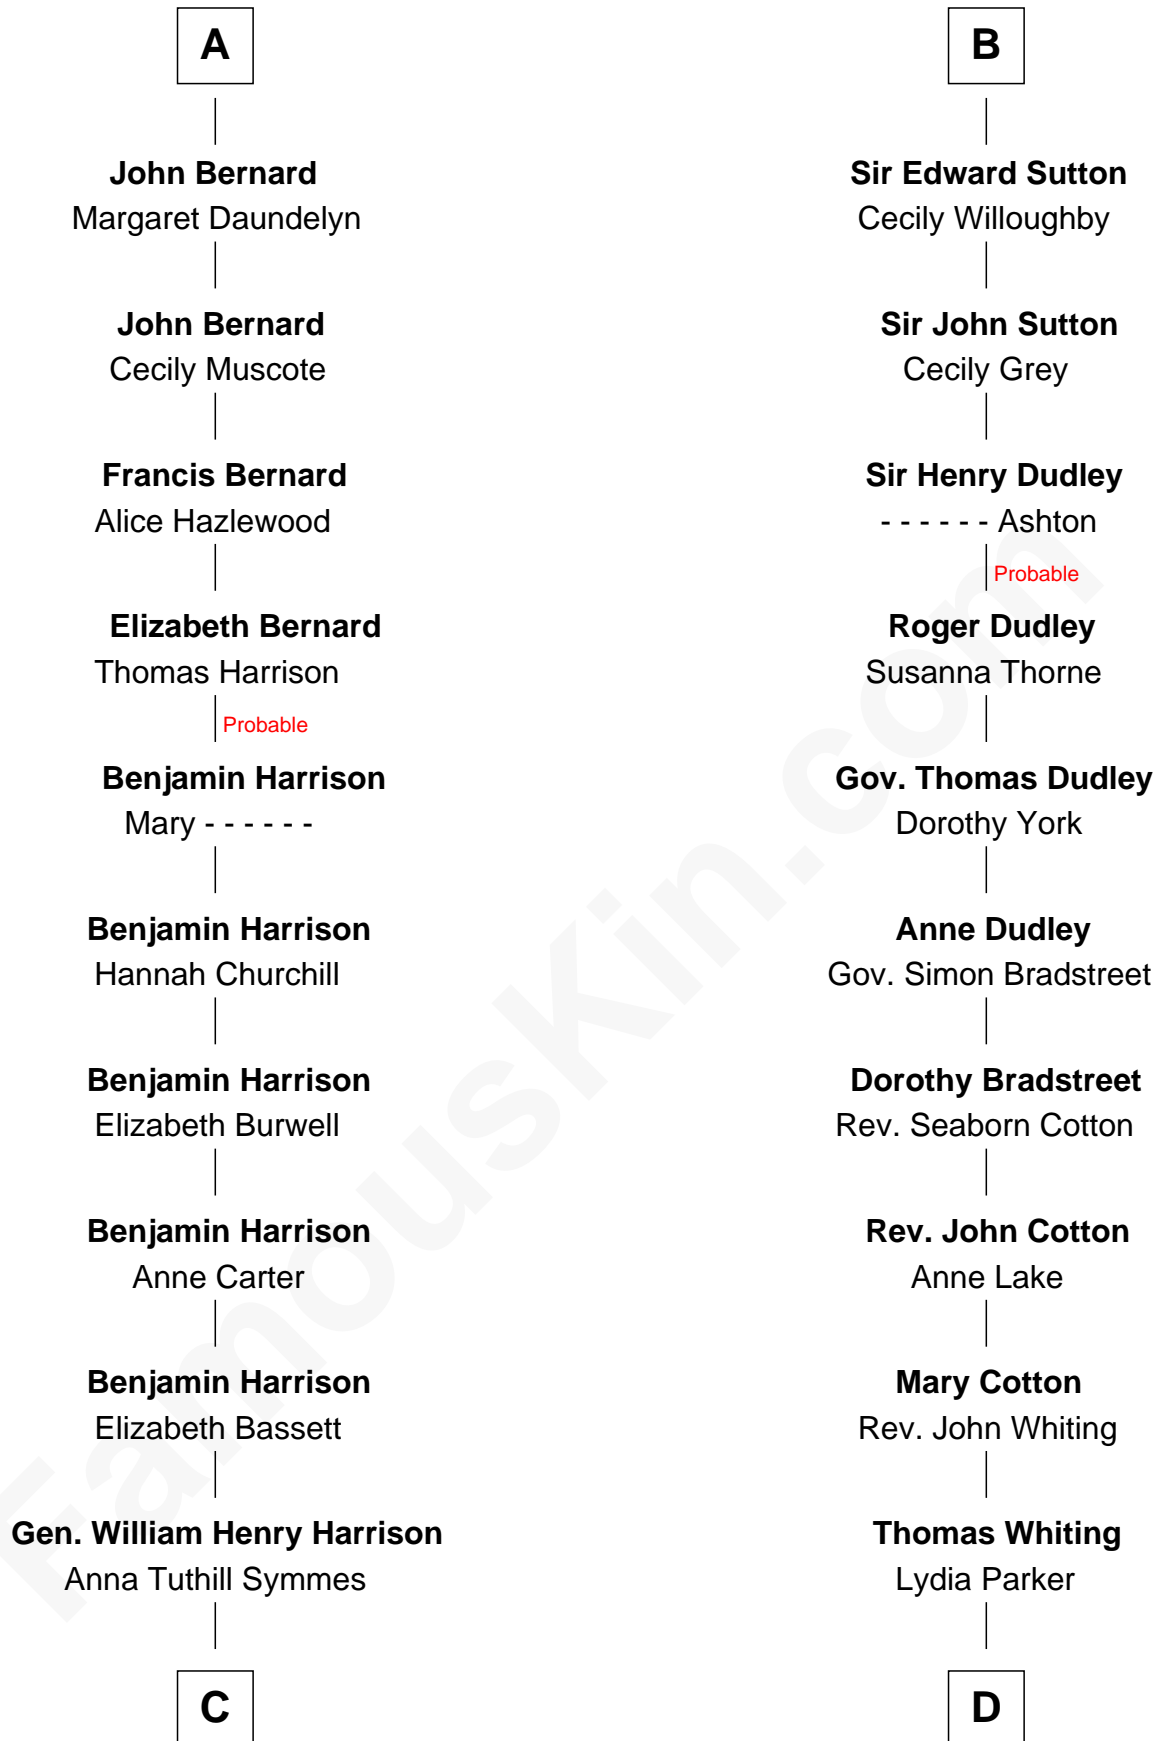 A
John Bernard
Margaret Daundelyn
John Bernard
Cecily Muscote
Francis Bernard
Alice Hazlewood
Elizabeth Bernard
Thomas Harrison
Probable
Benjamin Harrison
Mary - - - - - -
Benjamin Harrison
Hannah Churchill
Benjamin Harrison
Elizabeth Burwell
Benjamin Harrison
Anne Carter
Benjamin Harrison
Elizabeth Bassett
Gen. William Henry Harrison
Anna Tuthill Symmes
C
B
Sir Edward Sutton
Cecily Willoughby
Sir John Sutton
Cecily Grey
Sir Henry Dudley
- - - - - - Ashton
Probable
Roger Dudley
Susanna Thorne
Gov. Thomas Dudley
Dorothy York
Anne Dudley
Gov. Simon Bradstreet
Dorothy Bradstreet
Rev. Seaborn Cotton
Rev. John Cotton
Anne Lake
Mary Cotton
Rev. John Whiting
Thomas Whiting
Lydia Parker
D
FamousKin.com